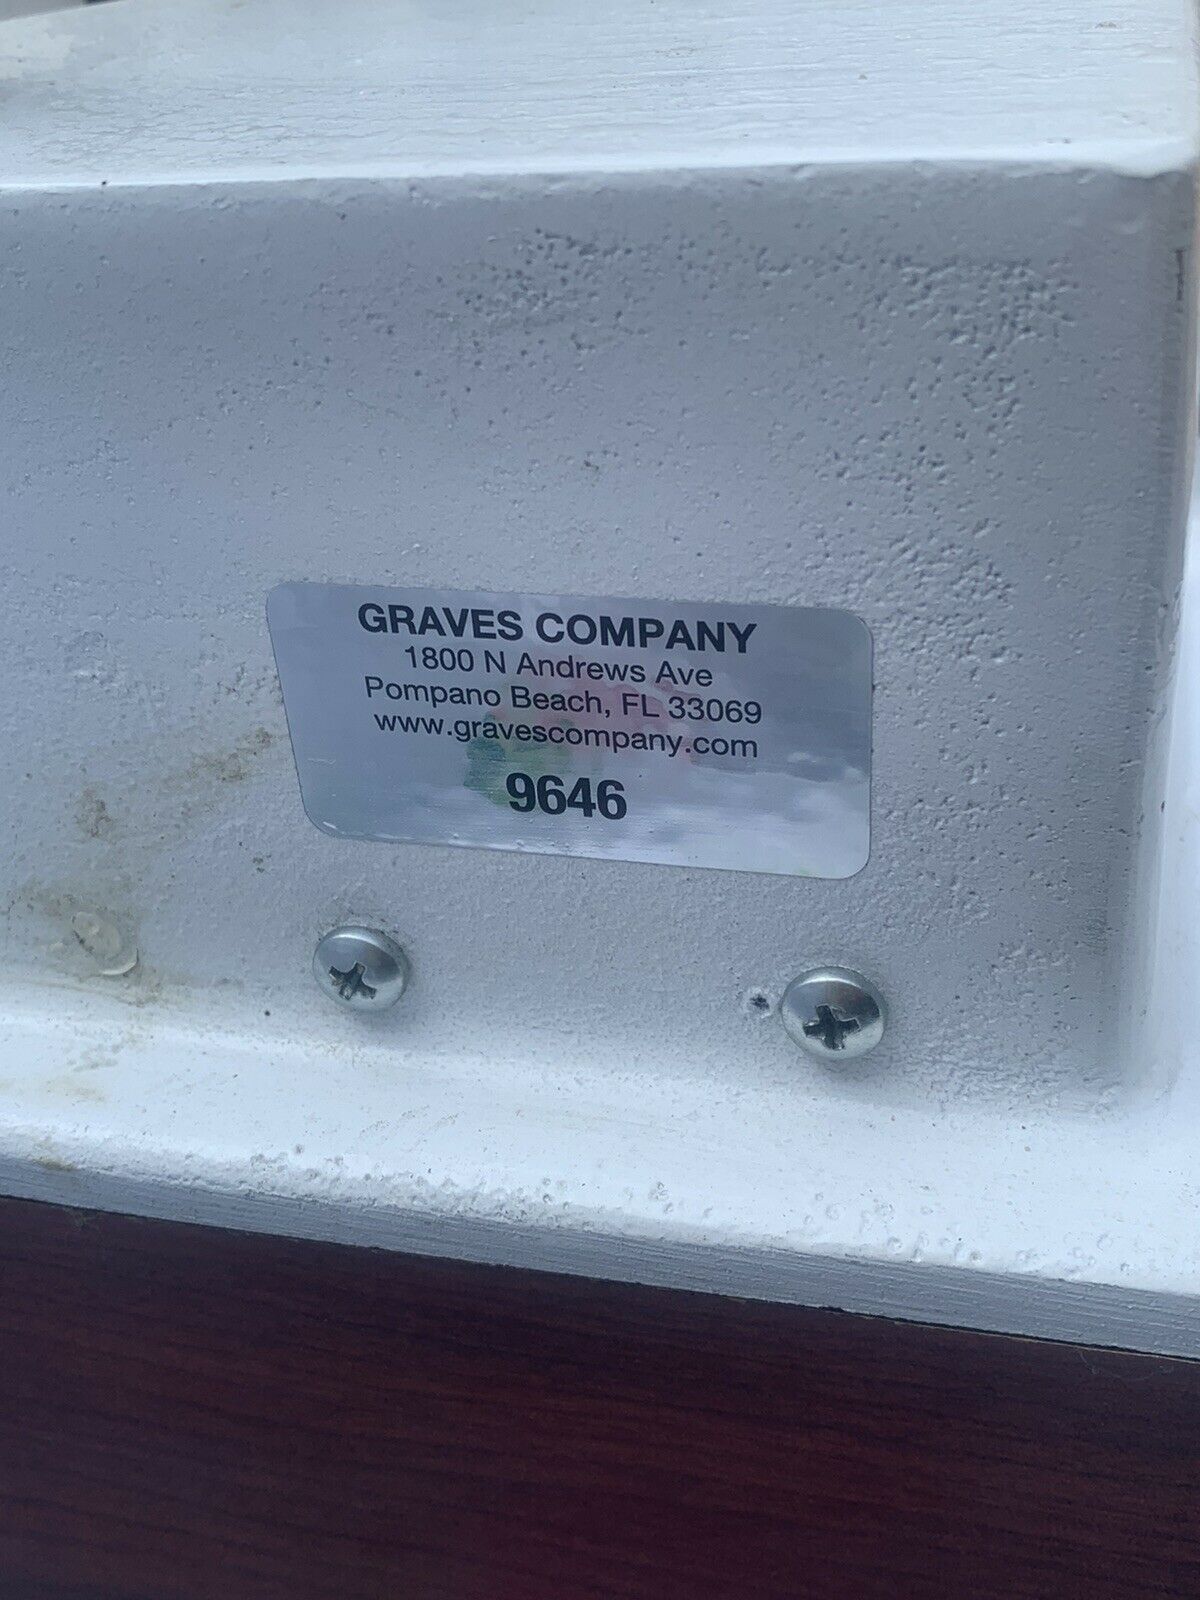 GRAVES COMPANY
1800 N Andrews Ave
Pompano Beach, FL 33069
www.gravescompany.com
9646